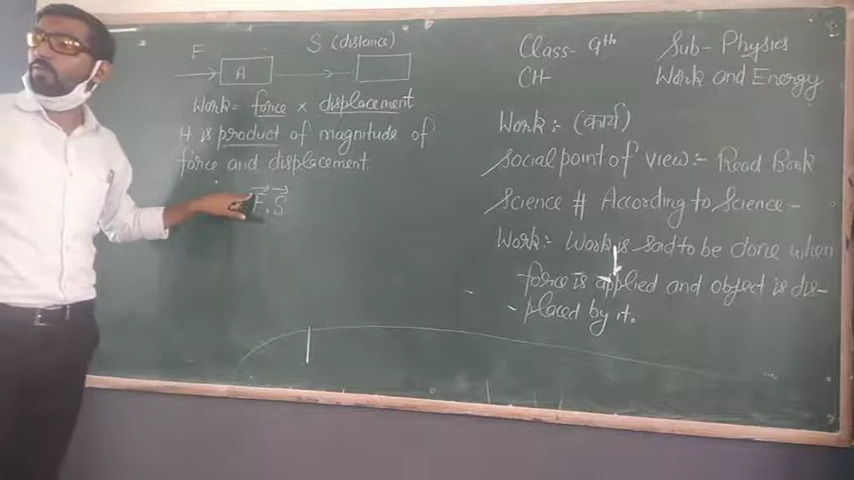 F
S (distance)
A
Work = force × displacement
It is product of magnitude of
force and displacement.
F⃗.S⃗
Class- 9th
Sub- Physics
CH-
Work and Energy
Work :- (कार्य)
Social point of view :- Read Book
Science # According to Science -
Work:- Work is said to be done when
force is applied and object is dis-
placed by it.